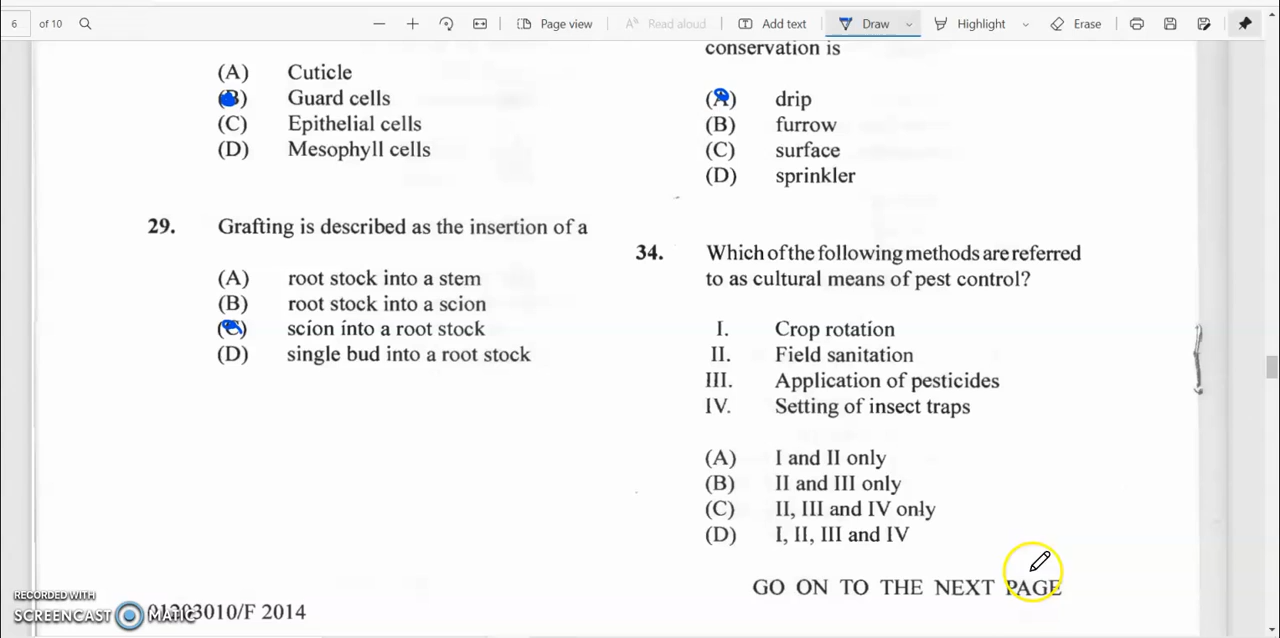 6 of 10
Page view
Read aloud
Add text
Draw
Highlight
Erase
(A) Cuticle
(B) Guard cells
(C) Epithelial cells
(D) Mesophyll cells
29. Grafting is described as the insertion of a
(A) root stock into a stem
(B) root stock into a scion
(C) scion into a root stock
(D) single bud into a root stock
conservation is
(A) drip
(B) furrow
(C) surface
(D) sprinkler
34. Which of the following methods are referred
to as cultural means of pest control?
I. Crop rotation
II. Field sanitation
III. Application of pesticides
IV. Setting of insect traps
(A) I and II only
(B) II and III only
(C) II, III and IV only
(D) I, II, III and IV
GO ON TO THE NEXT PAGE
RECORDED WITH
SCREENCAST MATIC
3010/F 2014